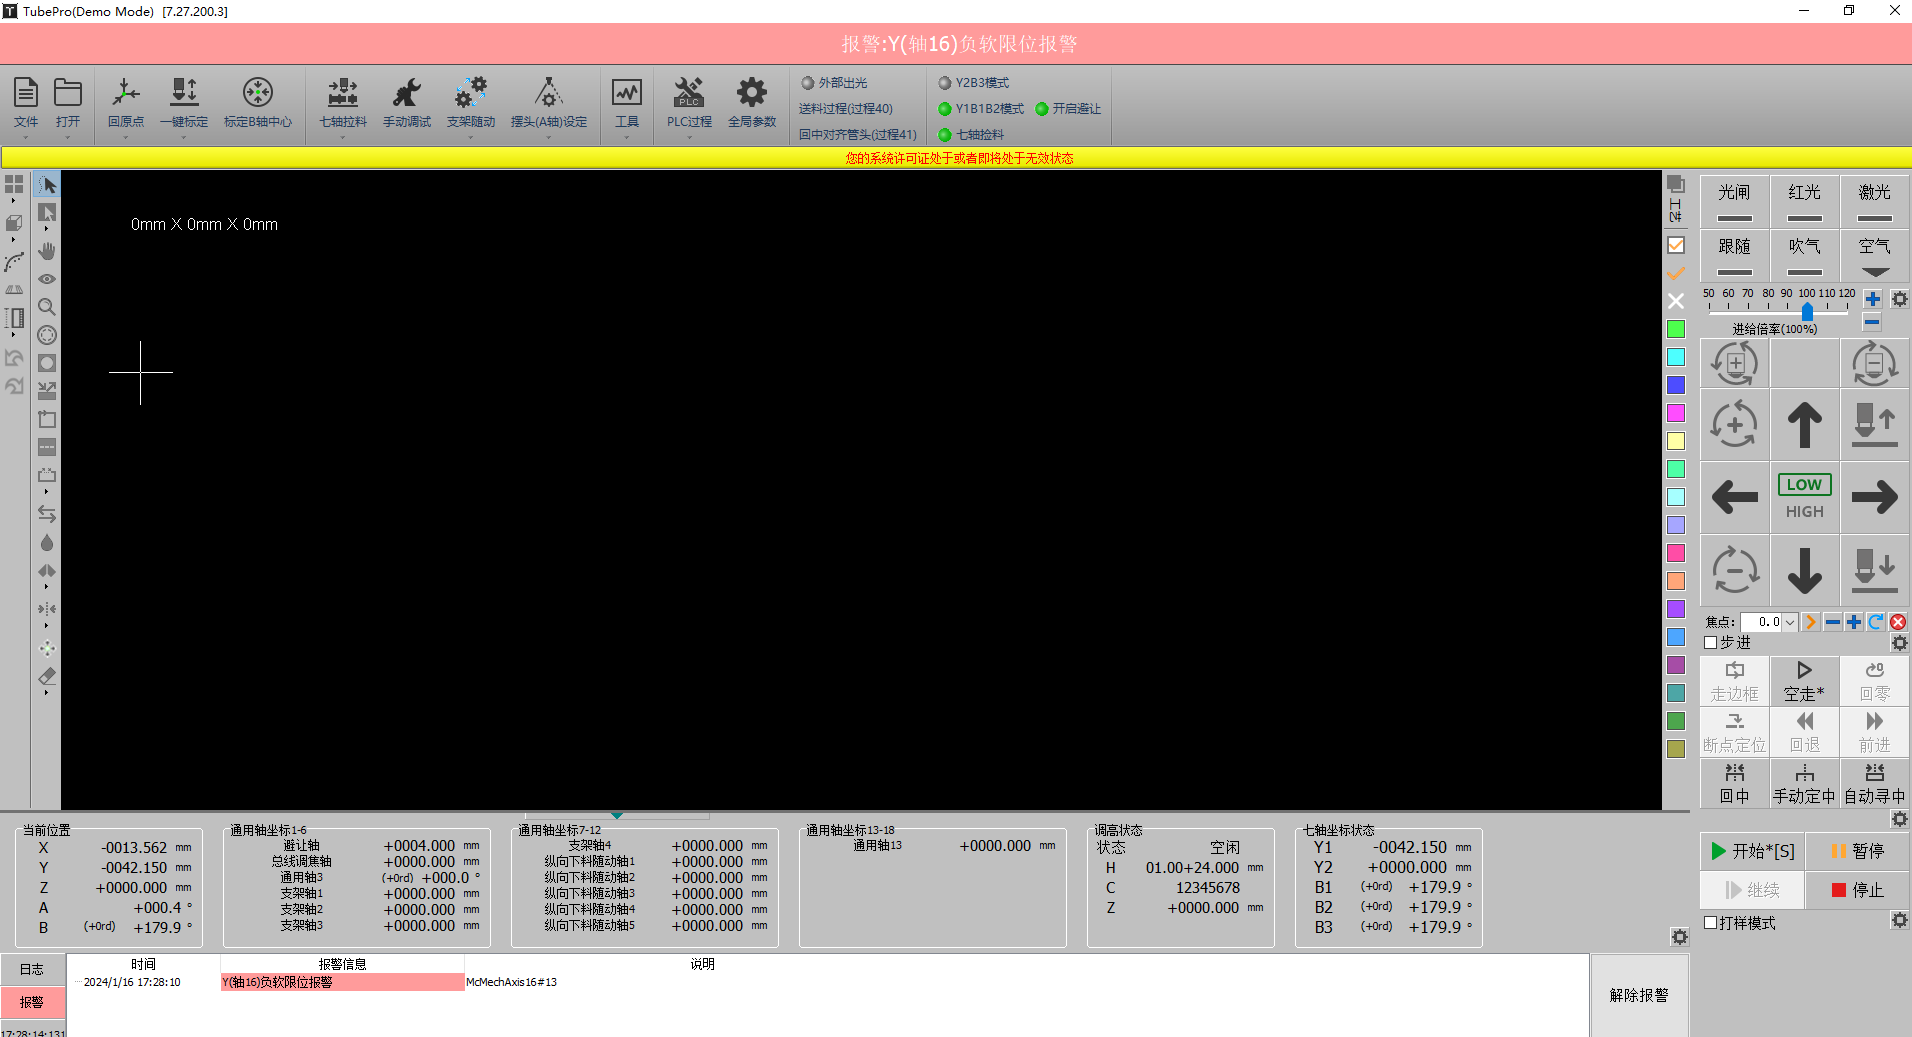 TubePro(Demo Mode) [7.27.200.3]
报警:Y(轴16)负软限位报警
文件 打开 回原点 一键标定 标定B轴中心 七轴拉料 手动调试 支架随动 摆头(A轴)设定 工具 PLC过程 全局参数
PLC
外部出光
送料过程(过程40)
回中对齐管头(过程41)
Y2B3模式
Y1B1B2模式 开启避让
七轴捡料
您的系统许可证处于或者即将处于无效状态
0mm X 0mm X 0mm
工艺
光闸 红光 激光
跟随 吹气 空气
50 60 70 80 90 100 110 120
进给倍率(100%)
LOW
HIGH
焦点: 0.0
步进
走边框 空走* 回零
断点定位 回退 前进
回中 手动定中 自动寻中
开始*[S] 暂停
继续 停止
打样模式
当前位置
X -0013.562 mm
Y -0042.150 mm
Z +0000.000 mm
A +000.4 °
B (+0rd) +179.9 °
通用轴坐标1-6
避让轴 +0004.000 mm
总线调焦轴 +0000.000 mm
通用轴3 (+0rd) +000.0 °
支架轴1 +0000.000 mm
支架轴2 +0000.000 mm
支架轴3 +0000.000 mm
通用轴坐标7-12
支架轴4 +0000.000 mm
纵向下料随动轴1 +0000.000 mm
纵向下料随动轴2 +0000.000 mm
纵向下料随动轴3 +0000.000 mm
纵向下料随动轴4 +0000.000 mm
纵向下料随动轴5 +0000.000 mm
通用轴坐标13-18
通用轴13 +0000.000 mm
调高状态
状态 空闲
H 01.00+24.000 mm
C 12345678
Z +0000.000 mm
七轴坐标状态
Y1 -0042.150 mm
Y2 +0000.000 mm
B1 (+0rd) +179.9 °
B2 (+0rd) +179.9 °
B3 (+0rd) +179.9 °
日志
报警
17:28:14:131
时间 报警信息 说明
2024/1/16 17:28:10 Y(轴16)负软限位报警 McMechAxis16#13
解除报警